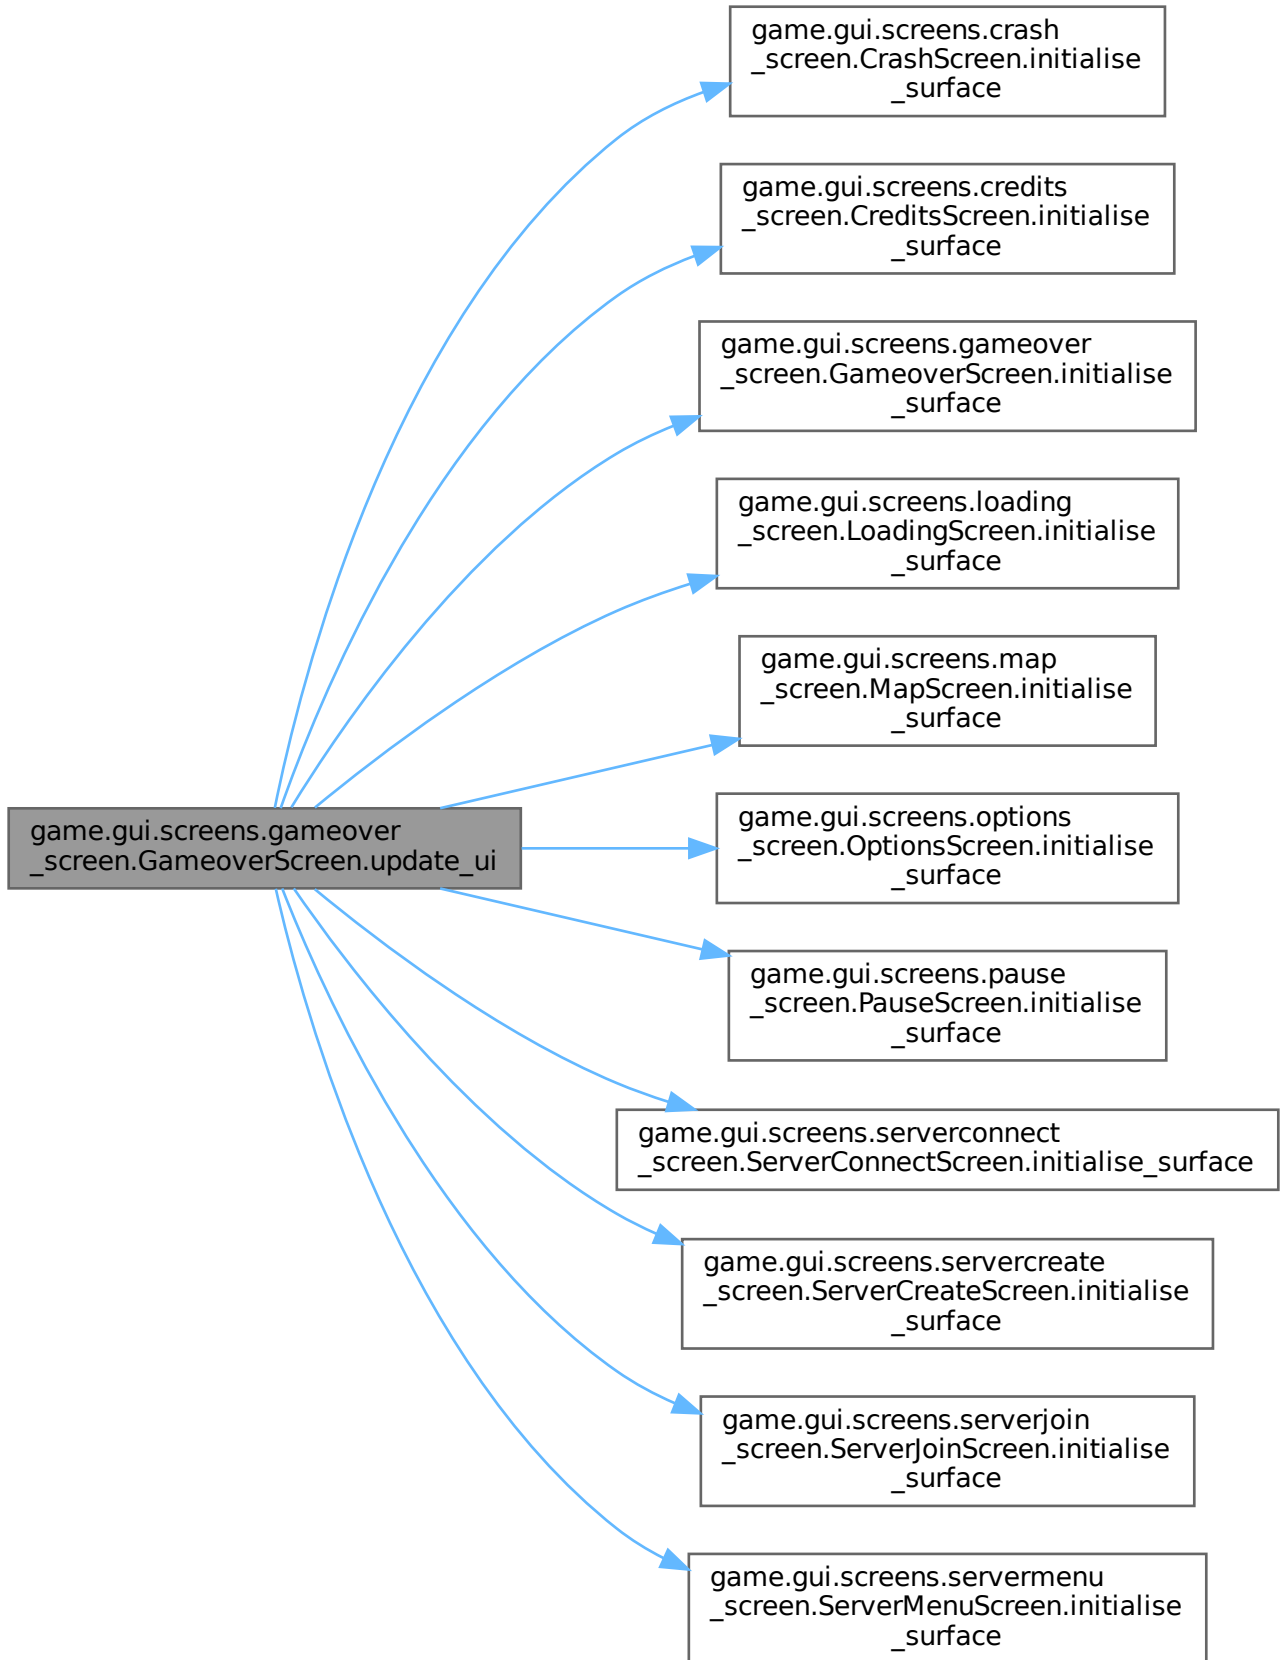 game.gui.screens.crash
_screen.CrashScreen.initialise
_surface
game.gui.screens.credits
_screen.CreditsScreen.initialise
_surface
game.gui.screens.gameover
_screen.GameoverScreen.initialise
_surface
game.gui.screens.loading
_screen.LoadingScreen.initialise
_surface
game.gui.screens.map
_screen.MapScreen.initialise
_surface
game.gui.screens.gameover
_screen.GameoverScreen.update_ui
game.gui.screens.options
_screen.OptionsScreen.initialise
_surface
game.gui.screens.pause
_screen.PauseScreen.initialise
_surface
game.gui.screens.serverconnect
_screen.ServerConnectScreen.initialise_surface
game.gui.screens.servercreate
_screen.ServerCreateScreen.initialise
_surface
game.gui.screens.serverjoin
_screen.ServerJoinScreen.initialise
_surface
game.gui.screens.servermenu
_screen.ServerMenuScreen.initialise
_surface